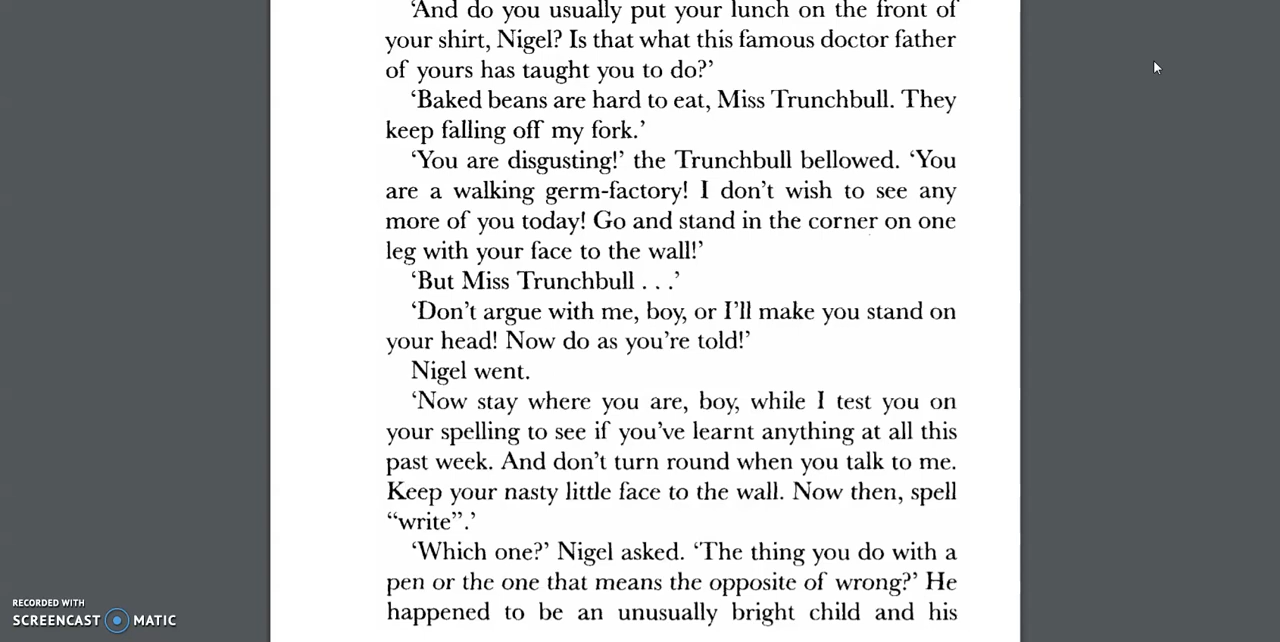 ‘And do you usually put your lunch on the front of
your shirt, Nigel? Is that what this famous doctor father
of yours has taught you to do?’
‘Baked beans are hard to eat, Miss Trunchbull. They
keep falling off my fork.’
‘You are disgusting!’ the Trunchbull bellowed. ‘You
are a walking germ-factory! I don’t wish to see any
more of you today! Go and stand in the corner on one
leg with your face to the wall!’
‘But Miss Trunchbull . . .’
‘Don’t argue with me, boy, or I’ll make you stand on
your head! Now do as you’re told!’
Nigel went.
‘Now stay where you are, boy, while I test you on
your spelling to see if you’ve learnt anything at all this
past week. And don’t turn round when you talk to me.
Keep your nasty little face to the wall. Now then, spell
“write”.’
‘Which one?’ Nigel asked. ‘The thing you do with a
pen or the one that means the opposite of wrong?’ He
happened to be an unusually bright child and his
RECORDED WITH
SCREENCAST MATIC